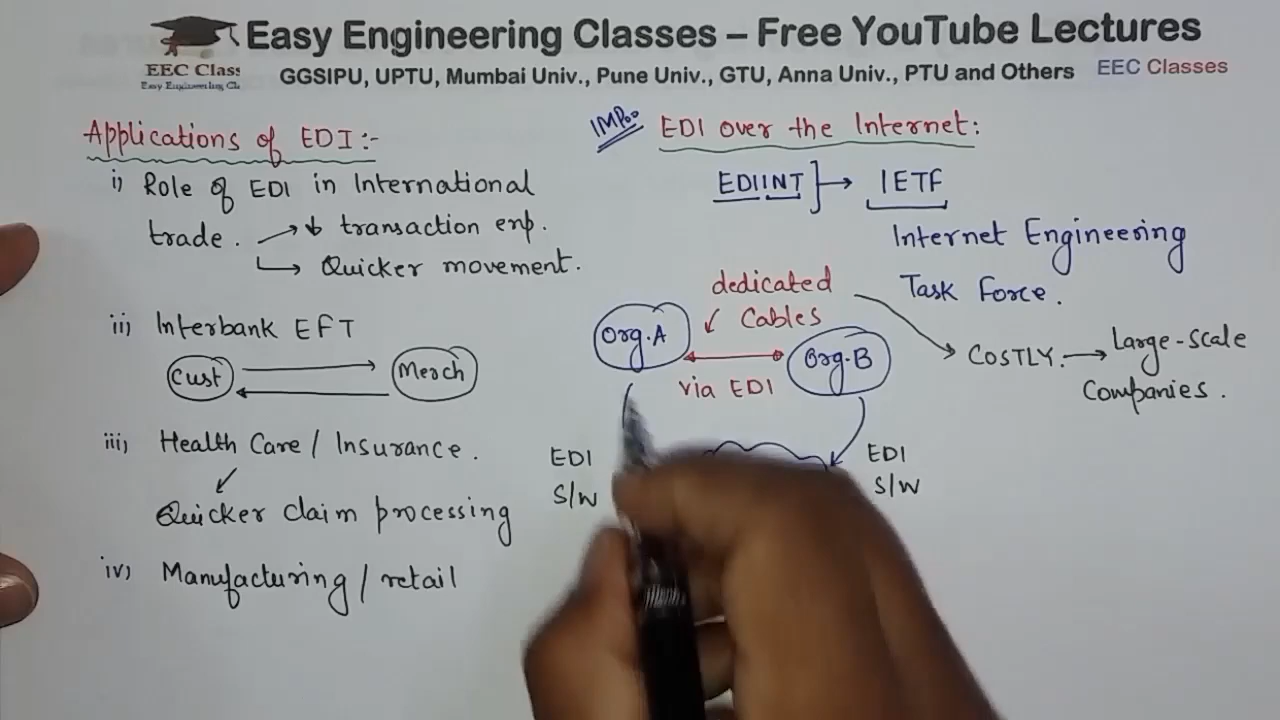 Easy Engineering Classes – Free YouTube Lectures
EEC Class
Easy Engineering Cla
GGSIPU, UPTU, Mumbai Univ., Pune Univ., GTU, Anna Univ., PTU and Others
EEC Classes
Applications of EDI:-
i) Role of EDI in International
trade. → ↓ transaction exp.
→ Quicker movement.
ii) Interbank EFT
Cust
Merch
iii) Health Care / Insurance.
Quicker claim processing
iv) Manufacturing / retail
IMP..
EDI over the Internet:
EDIINT } → IETF
Internet Engineering
Task Force.
dedicated
Cables
Org.A
Org.B
via EDI
COSTLY. → Large-scale
Companies.
EDI
S/W
EDI
S/W